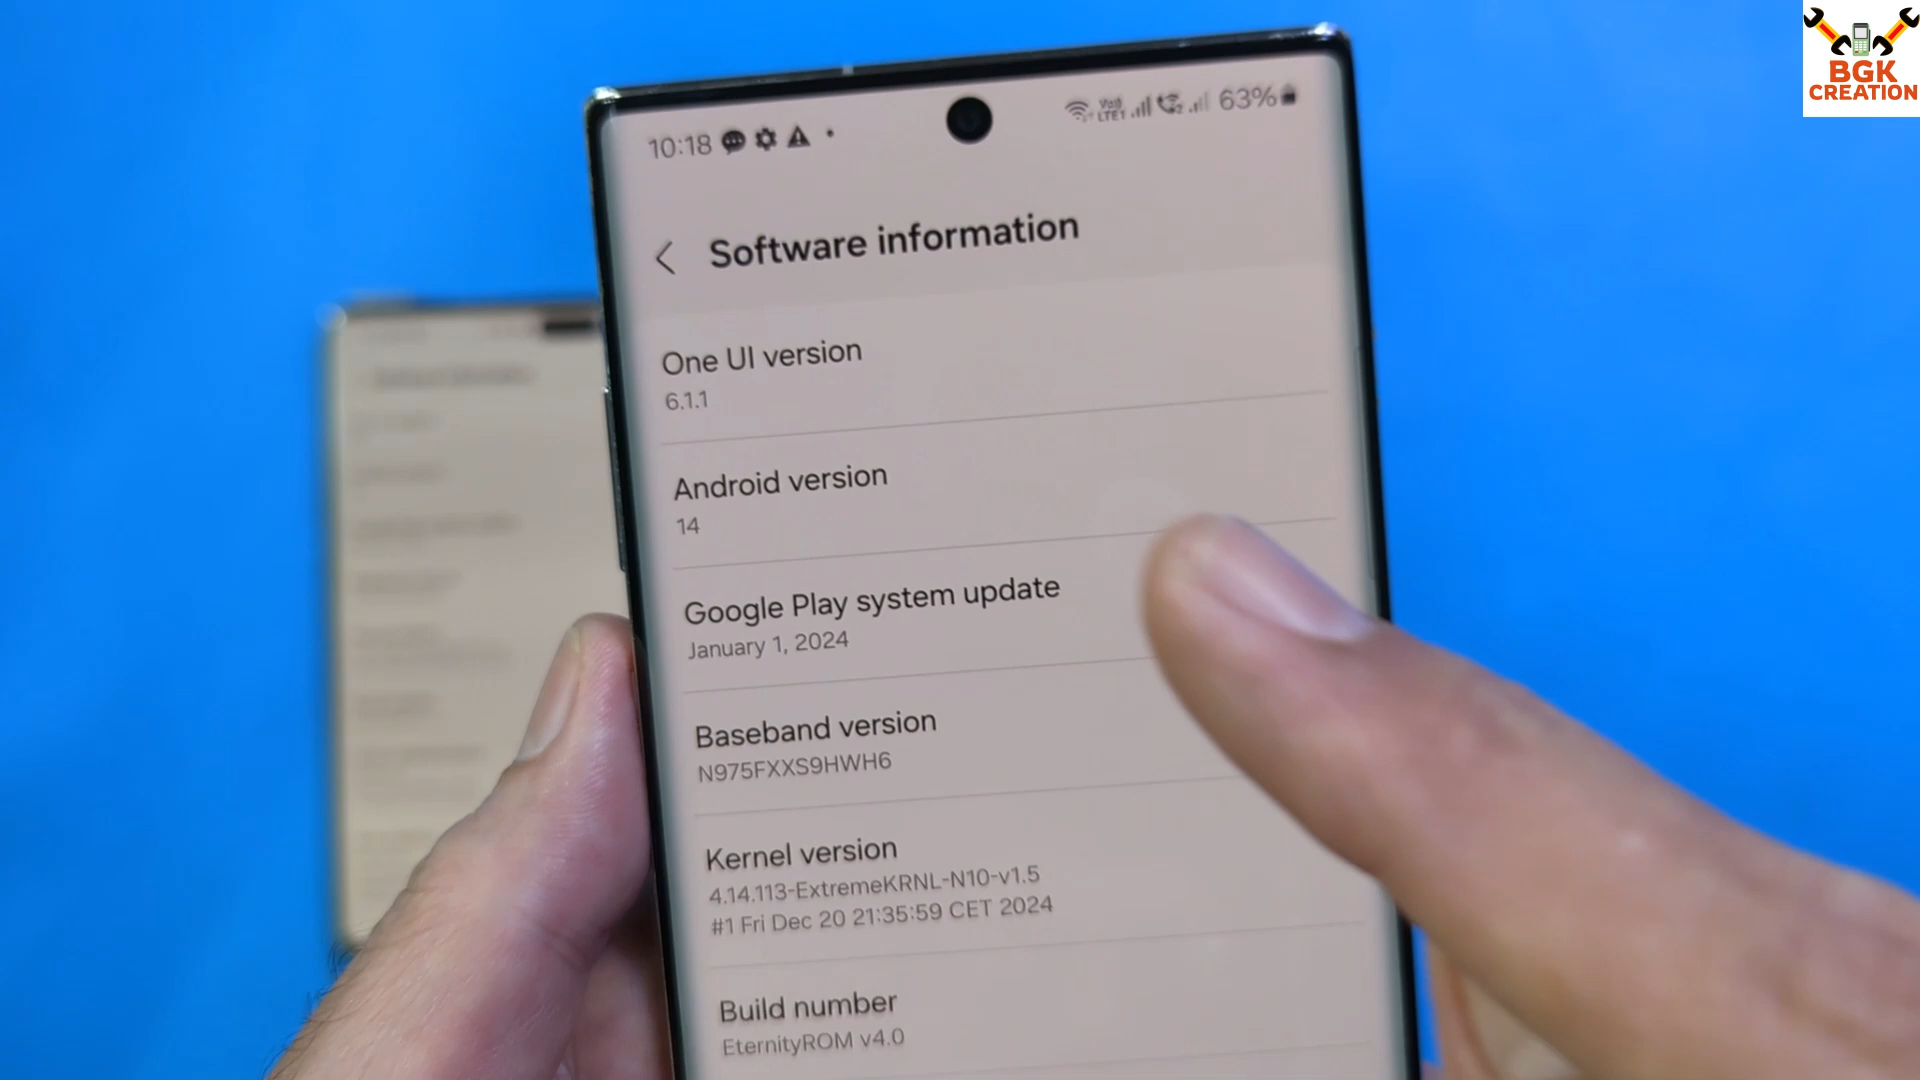 BGK
CREATION
10:18
63%
Software information
One UI version
6.1.1
Android version
14
Google Play system update
January 1, 2024
Baseband version
N975FXXS9HWH6
Kernel version
4.14.113-ExtremeKRNL-N10-v1.5
#1 Fri Dec 20 21:35:59 CET 2024
Build number
EternityROM v4.0